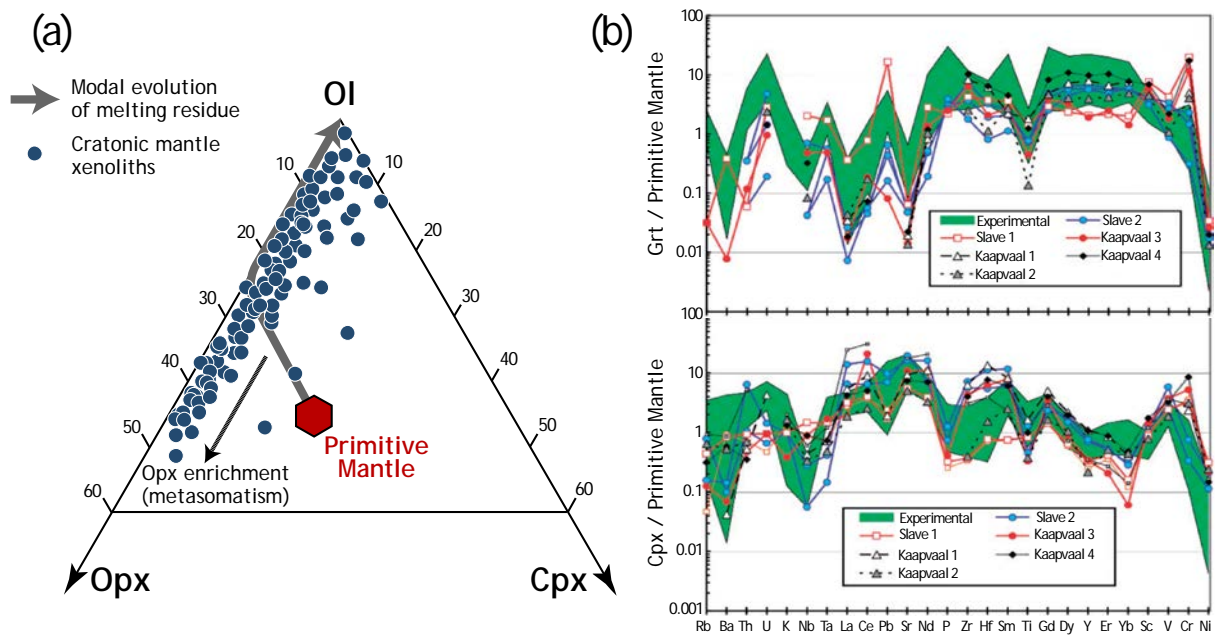 (a)
Modal evolution
of melting residue
Cratonic mantle
xenoliths
Ol
10
10
20
20
30
30
40
40
50
50
60
60
Primitive
Mantle
Opx enrichment
(metasomatism)
Opx
Cpx
(b)
Grt / Primitive Mantle
100
10
1
0.1
0.01
Experimental
Slave 2
Slave 1
Kaapvaal 3
Kaapvaal 1
Kaapvaal 4
Kaapvaal 2
Cpx / Primitive Mantle
100
10
1
0.1
0.01
0.001
Experimental
Slave 2
Slave 1
Kaapvaal 3
Kaapvaal 1
Kaapvaal 4
Kaapvaal 2
Rb Ba Th U K Nb Ta La Ce Pb Sr Nd P Zr Hf Sm Ti Gd Dy Y Er Yb Sc V Cr Ni